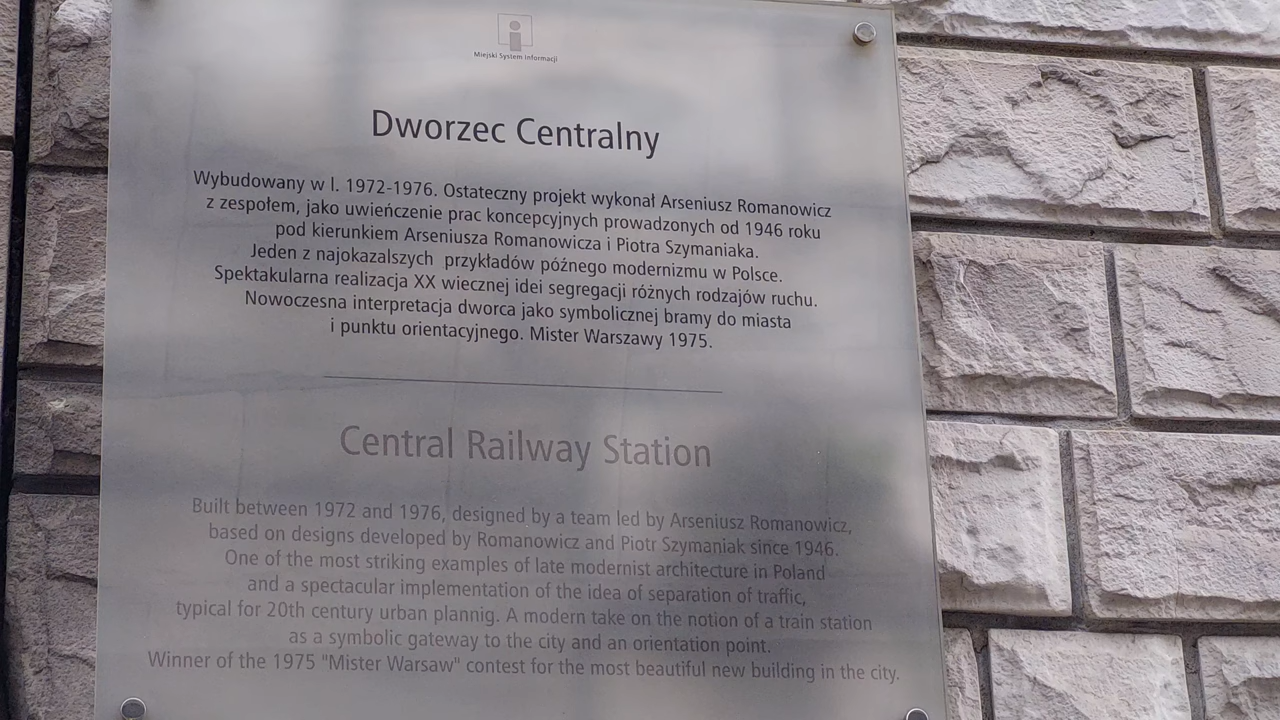 Miejski System Informacji
Dworzec Centralny
Wybudowany w l. 1972-1976. Ostateczny projekt wykonał Arseniusz Romanowicz
z zespołem, jako uwieńczenie prac koncepcyjnych prowadzonych od 1946 roku
pod kierunkiem Arseniusza Romanowicza i Piotra Szymaniaka.
Jeden z najokazalszych przykładów późnego modernizmu w Polsce.
Spektakularna realizacja XX wiecznej idei segregacji różnych rodzajów ruchu.
Nowoczesna interpretacja dworca jako symbolicznej bramy do miasta
i punktu orientacyjnego. Mister Warszawy 1975.
Central Railway Station
Built between 1972 and 1976, designed by a team led by Arseniusz Romanowicz,
based on designs developed by Romanowicz and Piotr Szymaniak since 1946.
One of the most striking examples of late modernist architecture in Poland
and a spectacular implementation of the idea of separation of traffic,
typical for 20th century urban plannig. A modern take on the notion of a train station
as a symbolic gateway to the city and an orientation point.
Winner of the 1975 "Mister Warsaw" contest for the most beautiful new building in the city.